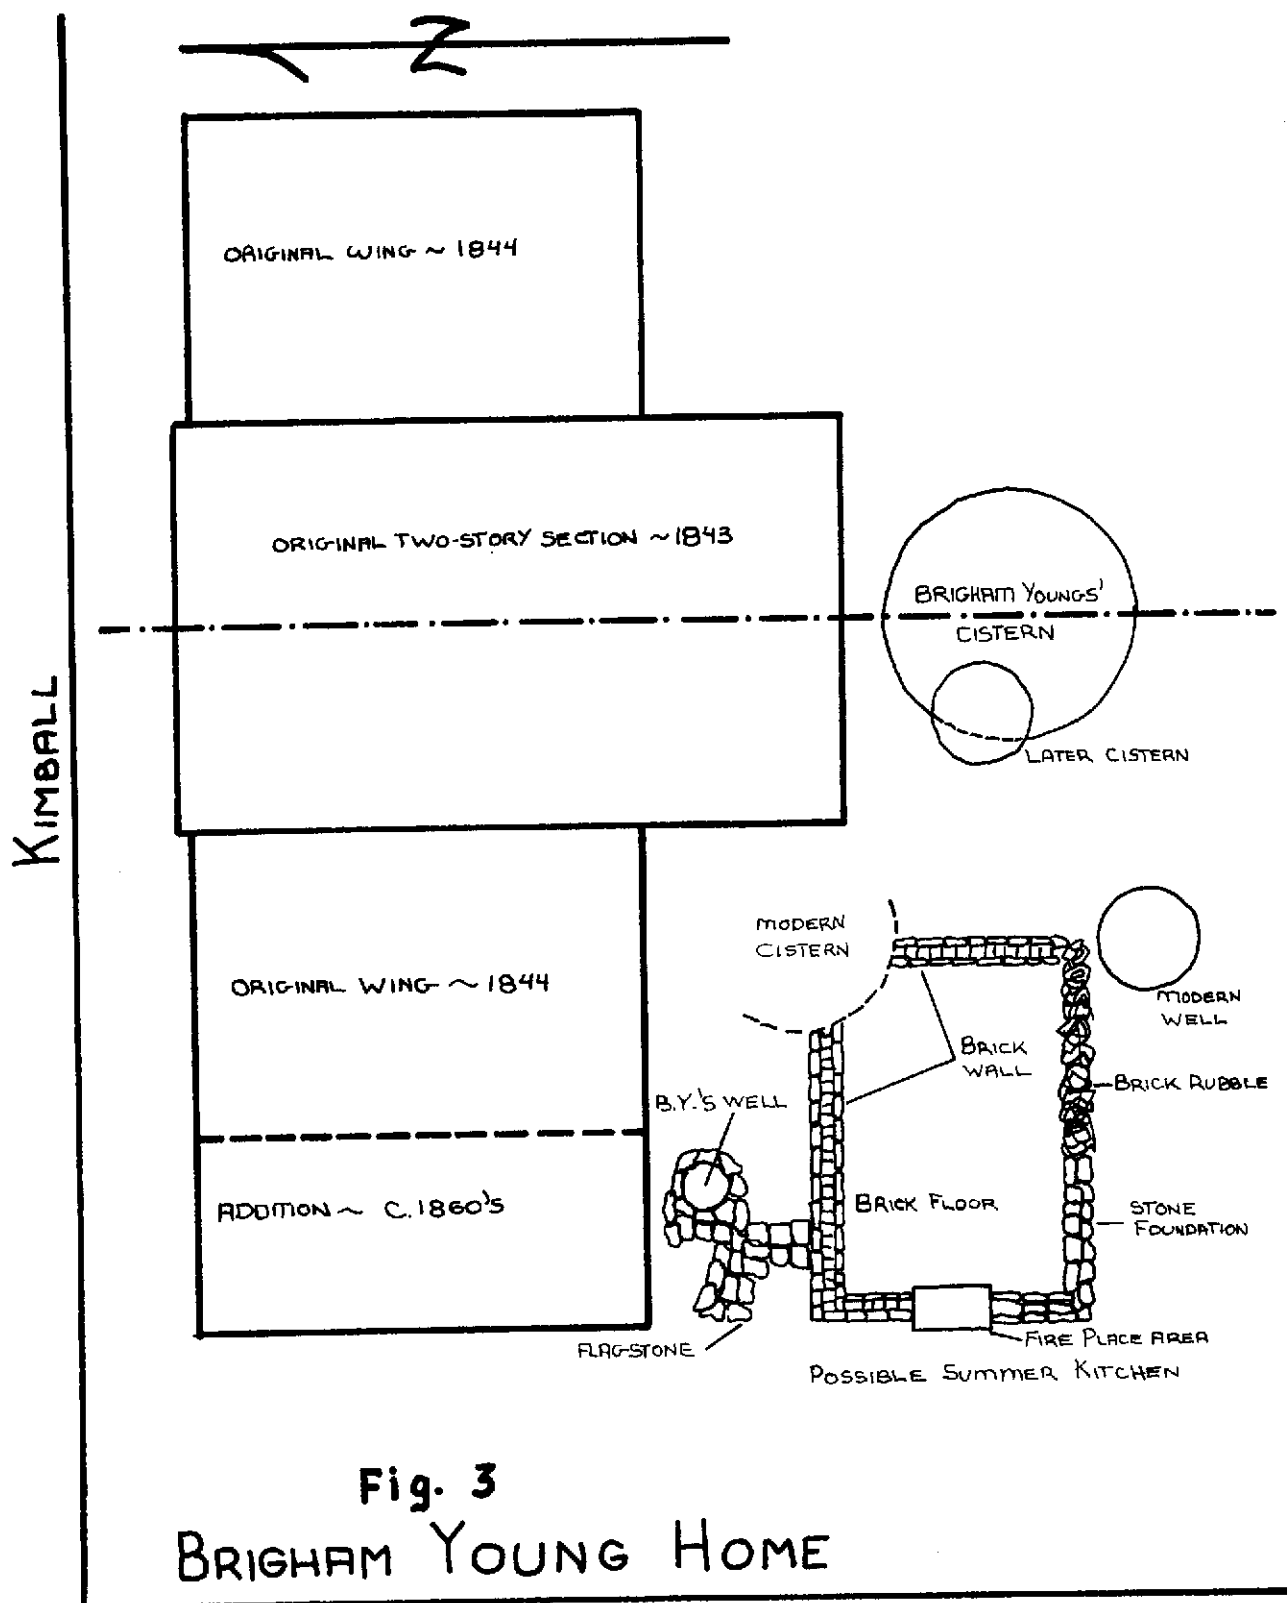 N
ORIGINAL WING ~ 1844
ORIGINAL TWO-STORY SECTION ~ 1843
BRIGHAM YOUNGS'
CISTERN
LATER CISTERN
KIMBALL
MODERN
CISTERN
ORIGINAL WING ~ 1844
MODERN
WELL
BRICK
WALL
BRICK RUBBLE
B.Y.'S WELL
ADDITION ~ C. 1860'S
BRICK FLOOR
STONE
FOUNDATION
FLAGSTONE
FIRE PLACE AREA
POSSIBLE SUMMER KITCHEN
Fig. 3
BRIGHAM YOUNG HOME